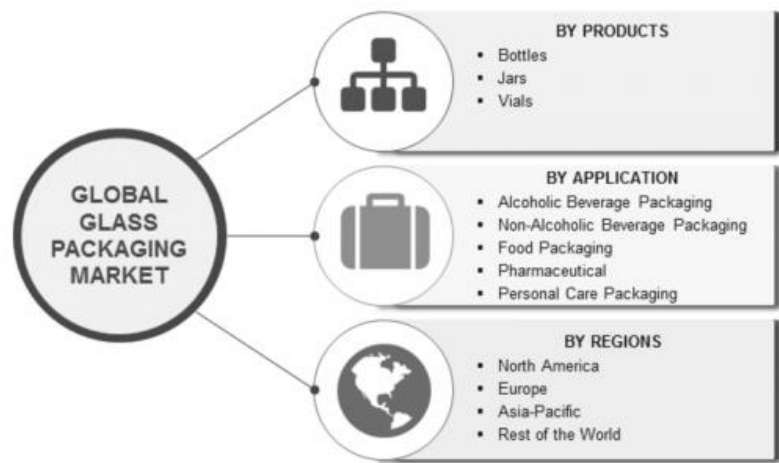 GLOBAL
GLASS
PACKAGING
MARKET
BY PRODUCTS
Bottles
Jars
Vials
BY APPLICATION
Alcoholic Beverage Packaging
Non-Alcoholic Beverage Packaging
Food Packaging
Pharmaceutical
Personal Care Packaging
BY REGIONS
North America
Europe
Asia-Pacific
Rest of the World